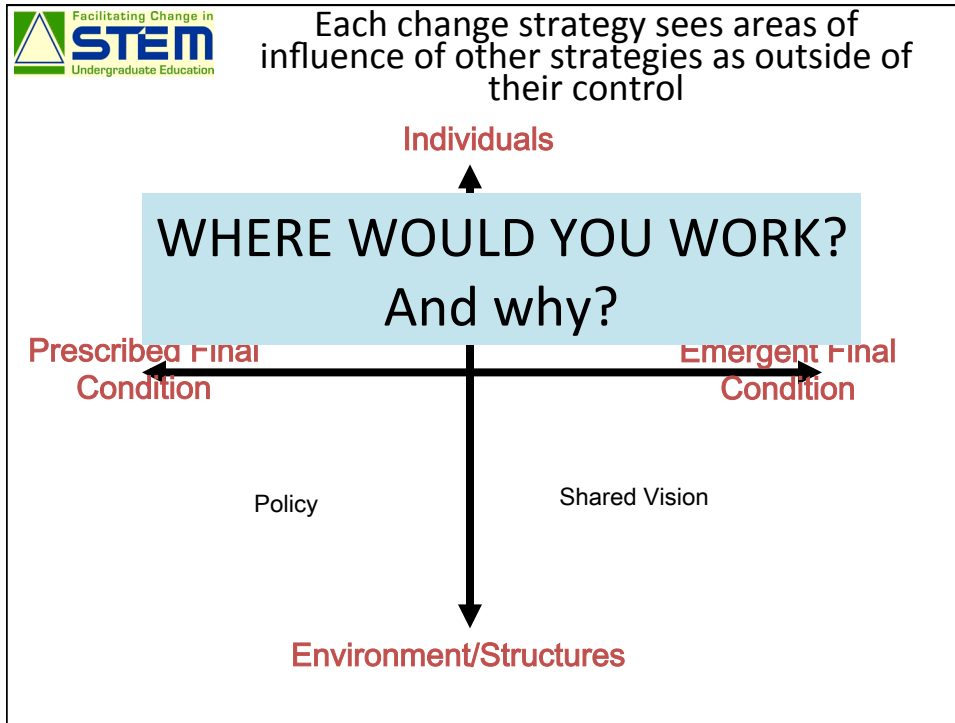 Facilitating Change in
STEM
Undergraduate Education
Each change strategy sees areas of
influence of other strategies as outside of
their control
Individuals
WHERE WOULD YOU WORK?
And why?
Prescribed Final
Condition
Emergent Final
Condition
Policy
Shared Vision
Environment/Structures